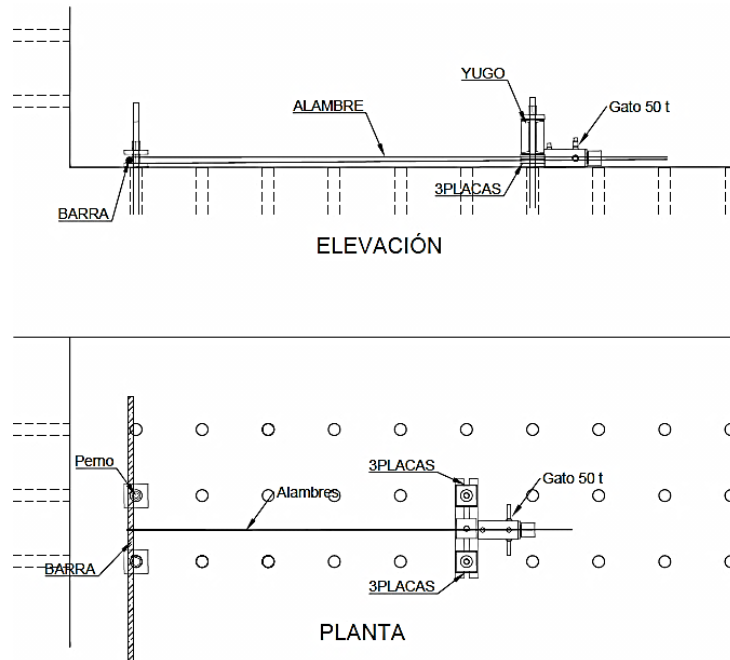 YUGO
ALAMBRE
Gato 50 t
BARRA
3PLACAS
ELEVACIÓN
Perno
3PLACAS
Gato 50 t
Alambres
BARRA
3PLACAS
PLANTA